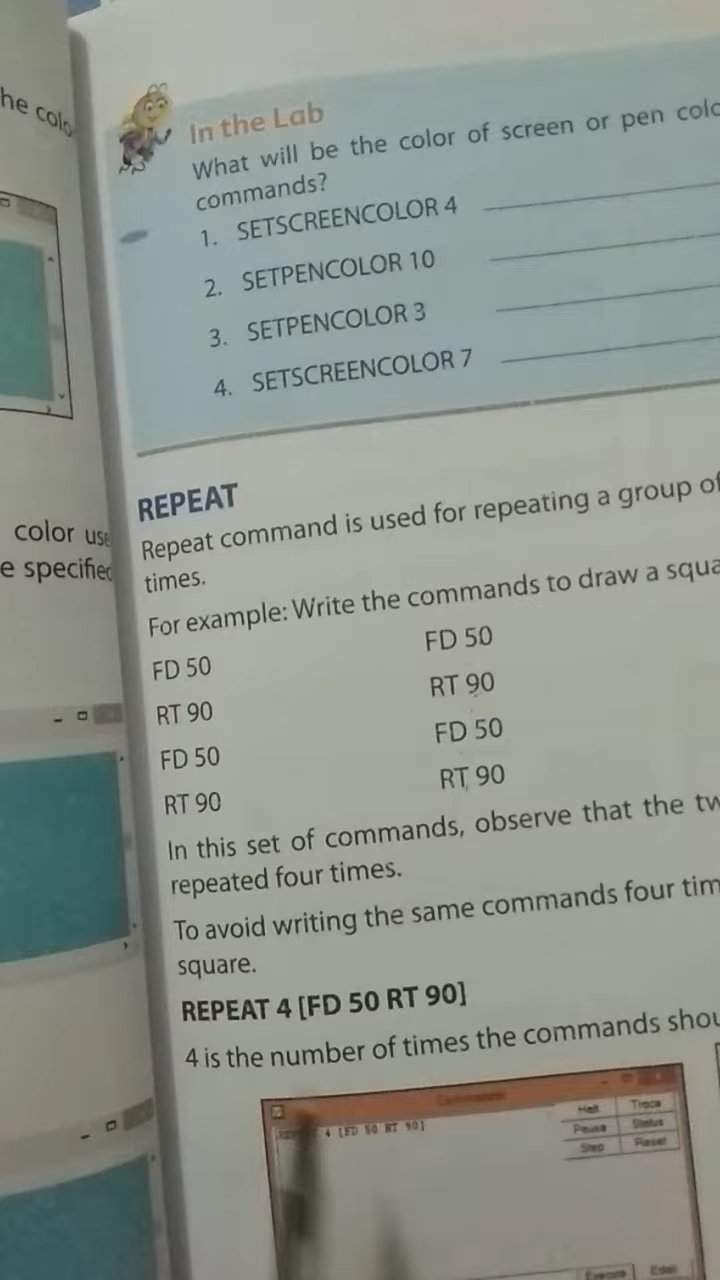 he colo
color use
e specified
In the Lab
What will be the color of screen or pen colo
commands?
1. SETSCREENCOLOR 4
2. SETPENCOLOR 10
3. SETPENCOLOR 3
4. SETSCREENCOLOR 7
REPEAT
Repeat command is used for repeating a group of
times.
For example: Write the commands to draw a squa
FD 50 FD 50
RT 90 RT 90
FD 50 FD 50
RT 90 RT 90
In this set of commands, observe that the tw
repeated four times.
To avoid writing the same commands four tim
square.
REPEAT 4 [FD 50 RT 90]
4 is the number of times the commands shou
4 [FD 50 RT 90]
Halt Trace
Pause Status
Step Reset
Execute Edall